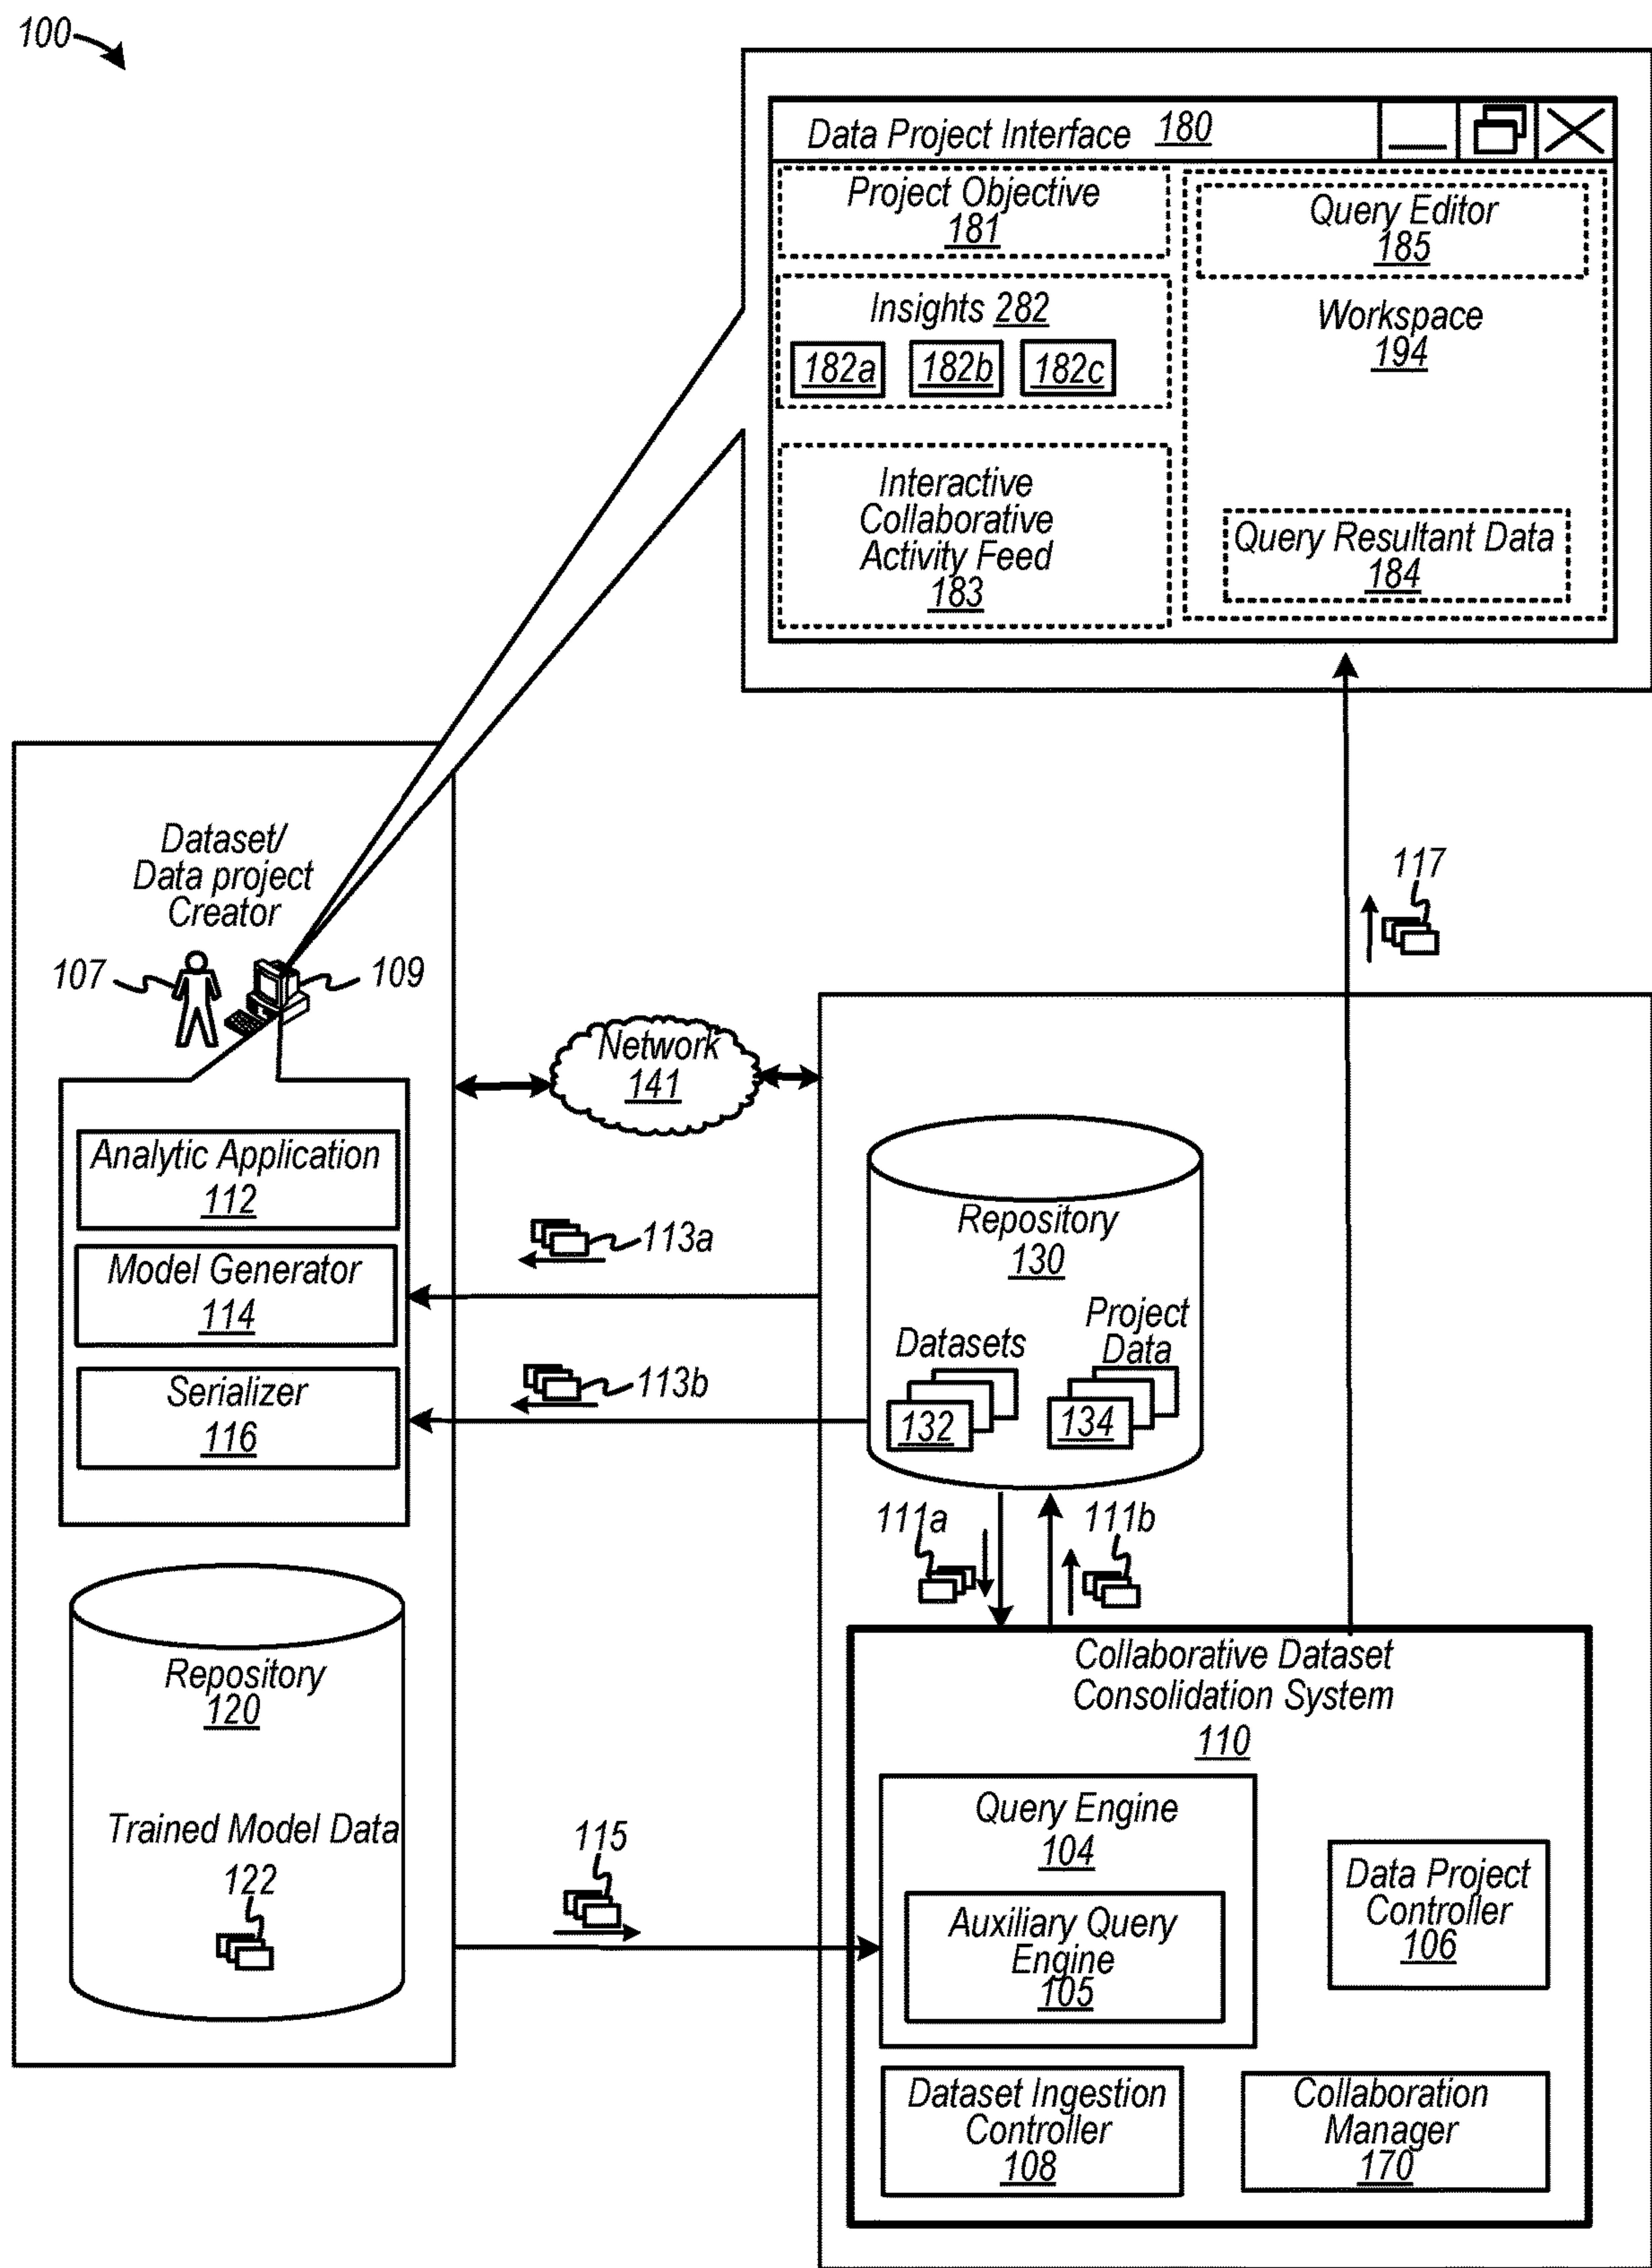 100
Data Project Interface 180
Project Objective
181
Insights 282
182a 182b 182c
Interactive
Collaborative
Activity Feed
183
Query Editor
185
Workspace
194
Query Resultant Data
184
Dataset/
Data project
Creator
107
109
117
Network
141
Analytic Application
112
Model Generator
114
Serializer
116
113a
113b
Repository
130
Datasets
132
Project
Data
134
111a
111b
Repository
120
Trained Model Data
122
115
Collaborative Dataset
Consolidation System
110
Query Engine
104
Auxiliary Query
Engine
105
Data Project
Controller
106
Dataset Ingestion
Controller
108
Collaboration
Manager
170